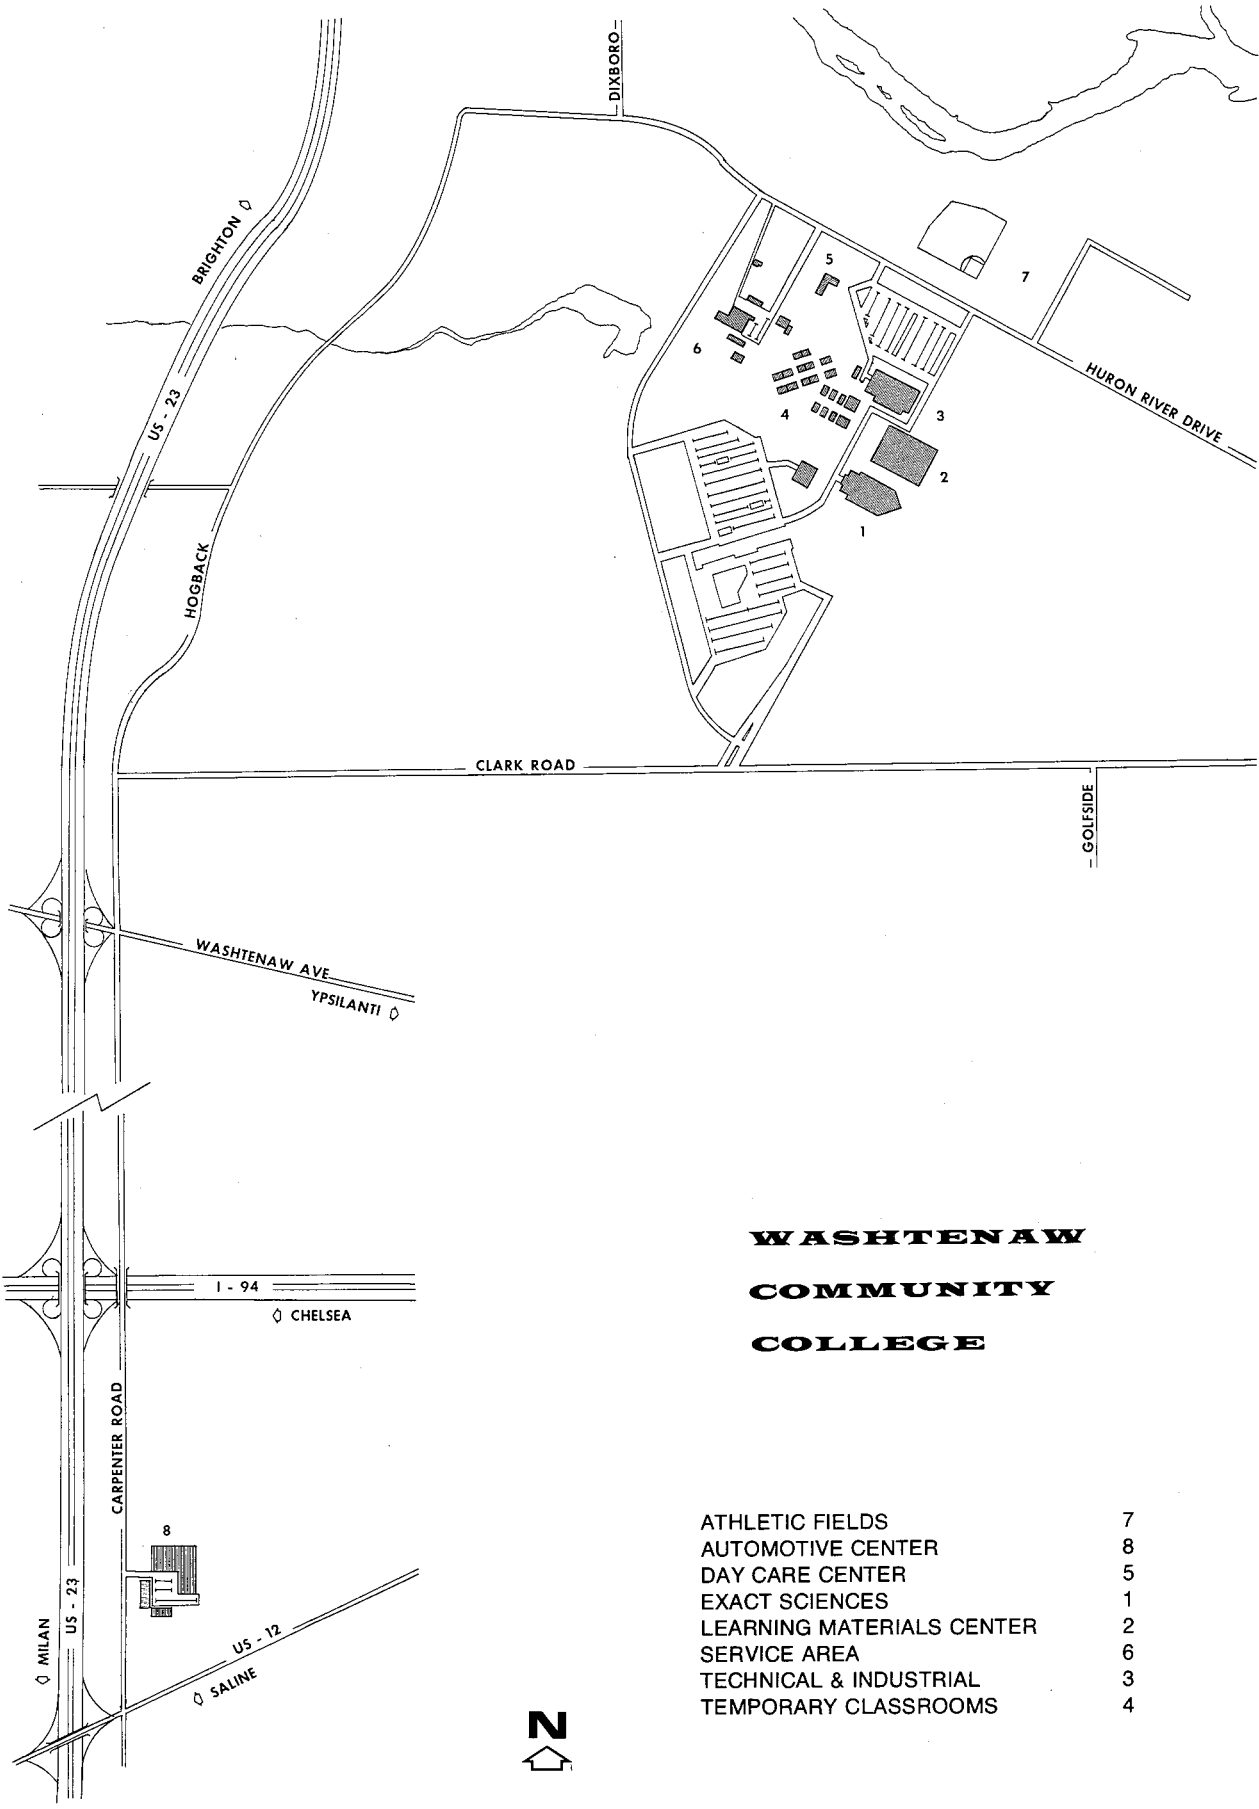 DIXBORO
BRIGHTON
5
7
6
HURON RIVER DRIVE
US - 23
4
3
2
1
HOGBACK
CLARK ROAD
GOLFSIDE
WASHTENAW AVE
YPSILANTI
WASHTENAW
COMMUNITY
COLLEGE
I - 94
CHELSEA
CARPENTER ROAD
8
US - 23
MILAN
US - 12
SALINE
N
ATHLETIC FIELDS 7
AUTOMOTIVE CENTER 8
DAY CARE CENTER 5
EXACT SCIENCES 1
LEARNING MATERIALS CENTER 2
SERVICE AREA 6
TECHNICAL & INDUSTRIAL 3
TEMPORARY CLASSROOMS 4